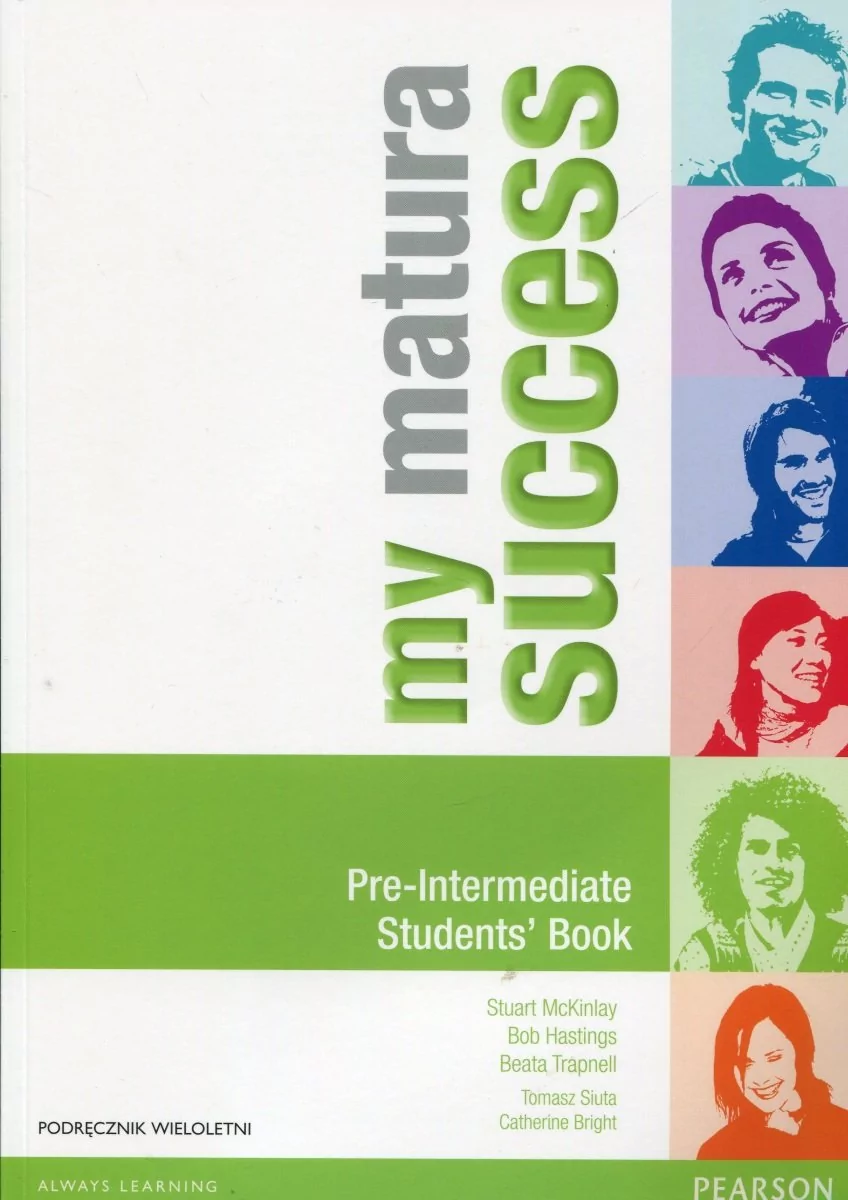 my matura
success
Pre-Intermediate
Students' Book
Stuart McKinlay
Bob Hastings
Beata Trapnell
Tomasz Siuta
Catherine Bright
PODRĘCZNIK WIELOLETNI
ALWAYS LEARNING
PEARSON